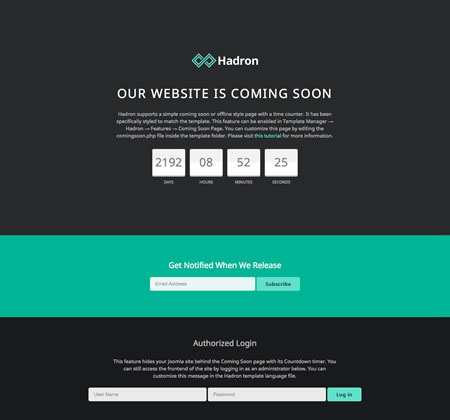 Hadron
OUR WEBSITE IS COMING SOON
Hadron supports a simple coming soon or offline style page with a time counter. It has been
specifically styled to match the template. This feature can be enabled in Template Manager →
Hadron → Features → Coming Soon Page. You can customize this page by editing the
comingsoon.php file inside the template folder. Please visit this tutorial for more information.
2192 08 52 25
DAYS HOURS MINUTES SECONDS
Get Notified When We Release
Email Address Subscribe
Authorized Login
This feature hides your Joomla site behind the Coming Soon page with its Countdown timer. You
can still access the frontend of the site by logging in as an administrator below. You can
customize this message in the Hadron template language file.
User Name Password Log in